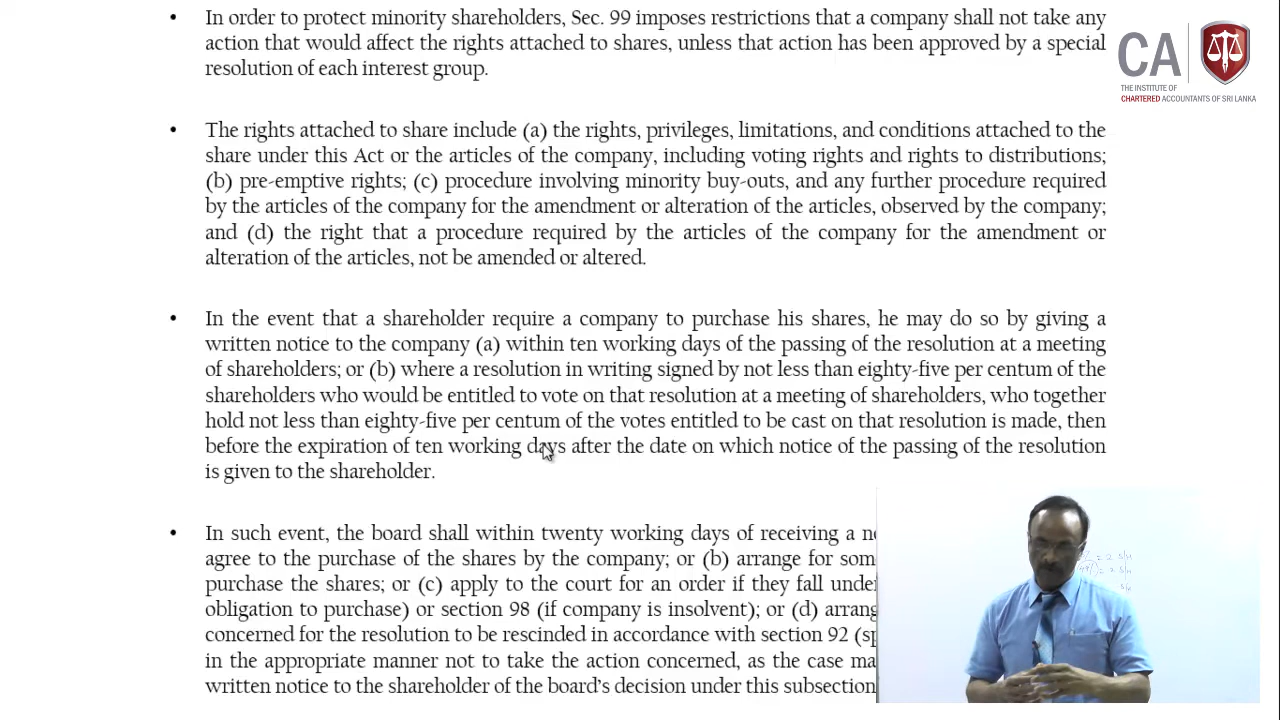 In order to protect minority shareholders, Sec. 99 imposes restrictions that a company shall not take any
action that would affect the rights attached to shares, unless that action has been approved by a special
resolution of each interest group.
The rights attached to share include (a) the rights, privileges, limitations, and conditions attached to the
share under this Act or the articles of the company, including voting rights and rights to distributions;
(b) pre-emptive rights; (c) procedure involving minority buy-outs, and any further procedure required
by the articles of the company for the amendment or alteration of the articles, observed by the company;
and (d) the right that a procedure required by the articles of the company for the amendment or
alteration of the articles, not be amended or altered.
In the event that a shareholder require a company to purchase his shares, he may do so by giving a
written notice to the company (a) within ten working days of the passing of the resolution at a meeting
of shareholders; or (b) where a resolution in writing signed by not less than eighty-five per centum of the
shareholders who would be entitled to vote on that resolution at a meeting of shareholders, who together
hold not less than eighty-five per centum of the votes entitled to be cast on that resolution is made, then
before the expiration of ten working days after the date on which notice of the passing of the resolution
is given to the shareholder.
In such event, the board shall within twenty working days of receiving a
agree to the purchase of the shares by the company; or (b) arrange for
purchase the shares; or (c) apply to the court for an order if they fall
obligation to purchase) or section 98 (if company is insolvent); or (d)
concerned for the resolution to be rescinded in accordance with section 92
in the appropriate manner not to take the action concerned, as the case
written notice to the shareholder of the board's decision under this subsection
CA
THE INSTITUTE OF
CHARTERED ACCOUNTANTS OF SRI LANKA